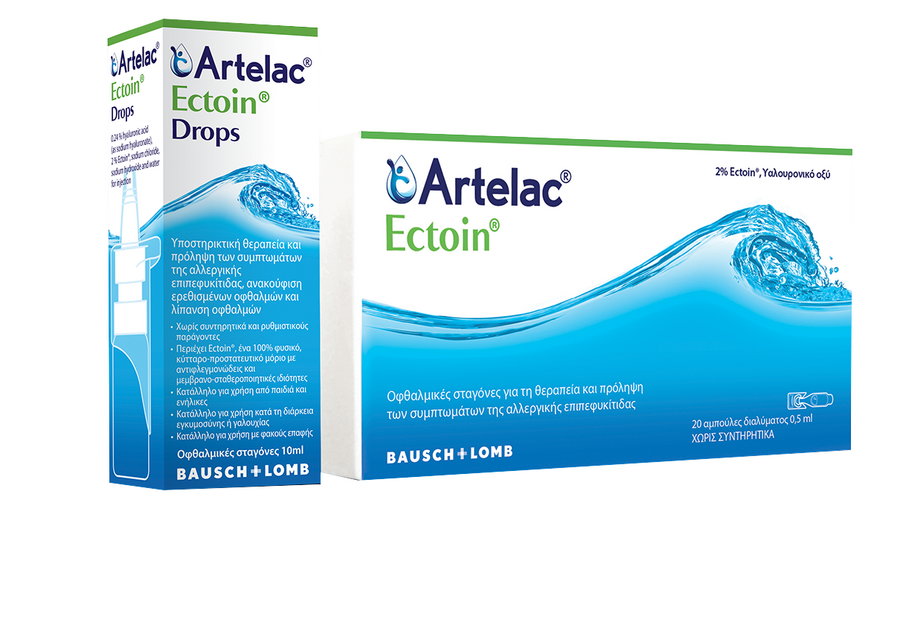 Artelac®
Ectoin®
Drops
0.24 % hyaluronic acid
(as sodium hyaluronate),
2 % Ectoin®, sodium chloride,
sodium hydroxide and water
for injection
Artelac®
Ectoin®
Drops
Υποστηρικτική θεραπεία και
πρόληψη των συμπτωμάτων
της αλλεργικής
επιπεφυκίτιδας, ανακούφιση
ερεθισμένων οφθαλμών και
λίπανση οφθαλμών
• Χωρίς συντηρητικά και ρυθμιστικούς
παράγοντες
• Περιέχει Ectoin®, ένα 100% φυσικό,
κύτταρο-προστατευτικό μόριο με
αντιφλεγμονώδεις και
μεμβρανο-σταθεροποιητικές ιδιότητες
• Κατάλληλο για χρήση από παιδιά και
ενήλικες
• Κατάλληλο για χρήση κατά τη διάρκεια
εγκυμοσύνης ή γαλουχίας
• Κατάλληλο για χρήση με φακούς επαφής
Οφθαλμικές σταγόνες 10ml
BAUSCH+LOMB
Artelac®
Ectoin®
2% Ectoin®, Υαλουρονικό οξύ
Οφθαλμικές σταγόνες για τη θεραπεία και πρόληψη
των συμπτωμάτων της αλλεργικής επιπεφυκίτιδας
20 αμπούλες διαλύματος 0,5 ml
ΧΩΡΙΣ ΣΥΝΤΗΡΗΤΙΚΑ
BAUSCH+LOMB